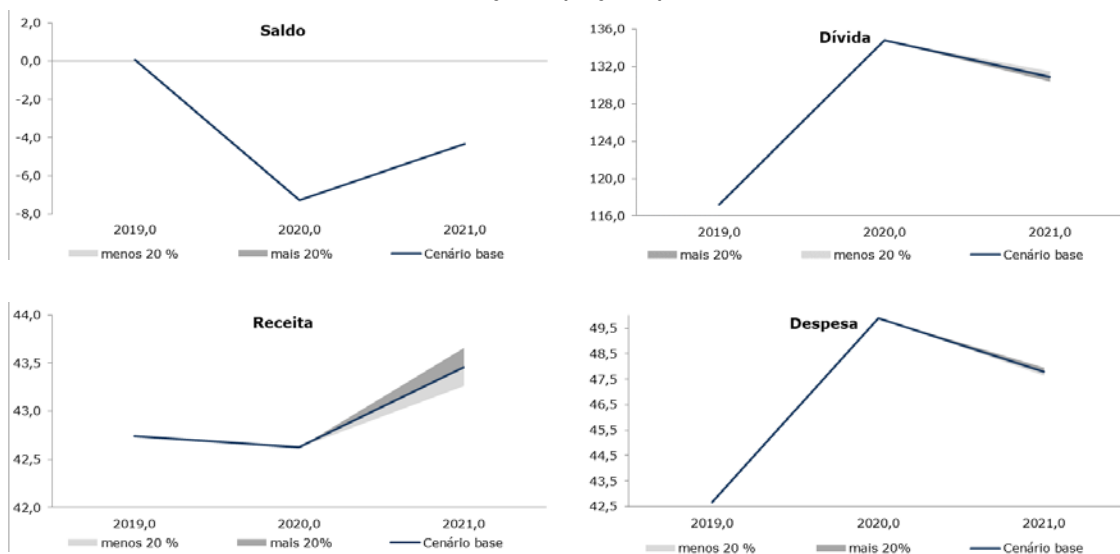 Saldo
2,0
0,0
-2,0
-4,0
-6,0
-8,0
2019,0 2020,0 2021,0
menos 20 % mais 20% Cenário base
Dívida
136,0
132,0
128,0
124,0
120,0
116,0
2019,0 2020,0 2021,0
mais 20% menos 20 % Cenário base
Receita
44,0
43,5
43,0
42,5
42,0
2019,0 2020,0 2021,0
menos 20 % mais 20% Cenário base
Despesa
49,5
48,5
47,5
46,5
45,5
44,5
43,5
42,5
2019,0 2020,0 2021,0
menos 20 % mais 20% Cenário base